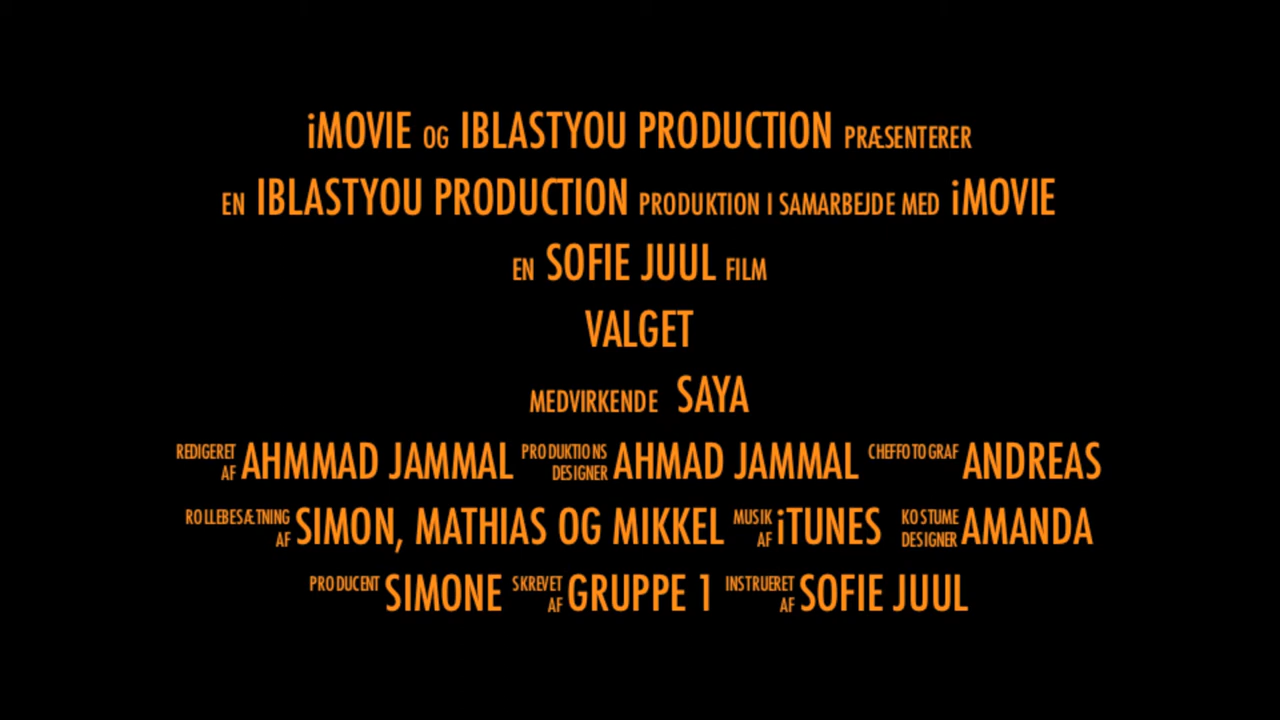 iMOVIE OG IBLASTYOU PRODUCTION PRÆSENTERER
EN IBLASTYOU PRODUCTION PRODUKTION I SAMARBEJDE MED iMOVIE
EN SOFIE JUUL FILM
VALGET
MEDVIRKENDE SAYA
REDIGERET AF AHMMAD JAMMAL PRODUKTIONS DESIGNER AHMAD JAMMAL CHEFFOTOGRAF ANDREAS
ROLLEBESÆTNING AF SIMON, MATHIAS OG MIKKEL MUSIK AF iTUNES KOSTUME DESIGNER AMANDA
PRODUCENT SIMONE SKREVET AF GRUPPE 1 INSTRUERET AF SOFIE JUUL